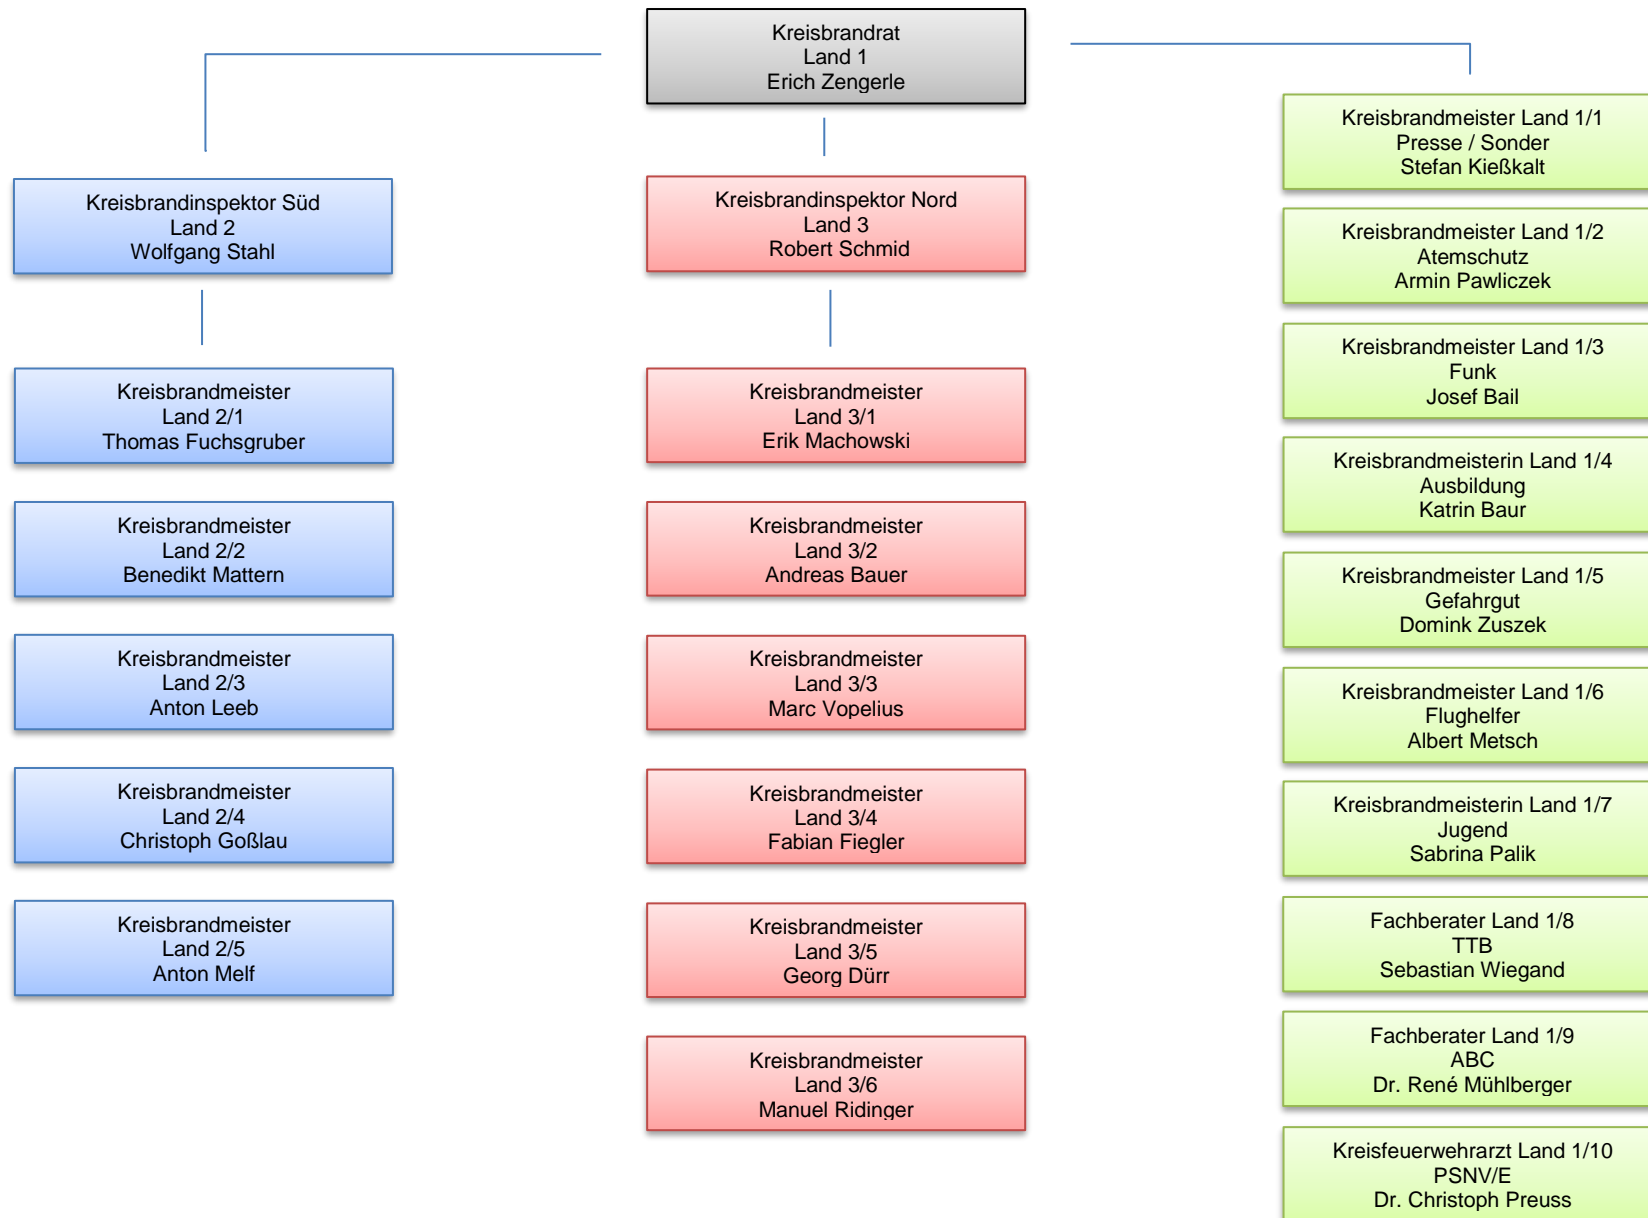 Kreisbrandrat
Land 1
Erich Zengerle
Kreisbrandinspektor Süd
Land 2
Wolfgang Stahl
Kreisbrandmeister
Land 2/1
Thomas Fuchsgruber
Kreisbrandmeister
Land 2/2
Benedikt Mattern
Kreisbrandmeister
Land 2/3
Anton Leeb
Kreisbrandmeister
Land 2/4
Christoph Goßlau
Kreisbrandmeister
Land 2/5
Anton Melf
Kreisbrandinspektor Nord
Land 3
Robert Schmid
Kreisbrandmeister
Land 3/1
Erik Machowski
Kreisbrandmeister
Land 3/2
Andreas Bauer
Kreisbrandmeister
Land 3/3
Marc Vopelius
Kreisbrandmeister
Land 3/4
Fabian Fiegler
Kreisbrandmeister
Land 3/5
Georg Dürr
Kreisbrandmeister
Land 3/6
Manuel Ridinger
Kreisbrandmeister Land 1/1
Presse / Sonder
Stefan Kießkalt
Kreisbrandmeister Land 1/2
Atemschutz
Armin Pawliczek
Kreisbrandmeister Land 1/3
Funk
Josef Bail
Kreisbrandmeisterin Land 1/4
Ausbildung
Katrin Baur
Kreisbrandmeister Land 1/5
Gefahrgut
Domink Zuszek
Kreisbrandmeister Land 1/6
Flughelfer
Albert Metsch
Kreisbrandmeisterin Land 1/7
Jugend
Sabrina Palik
Fachberater Land 1/8
TTB
Sebastian Wiegand
Fachberater Land 1/9
ABC
Dr. René Mühlberger
Kreisfeuerwehrarzt Land 1/10
PSNV/E
Dr. Christoph Preuss